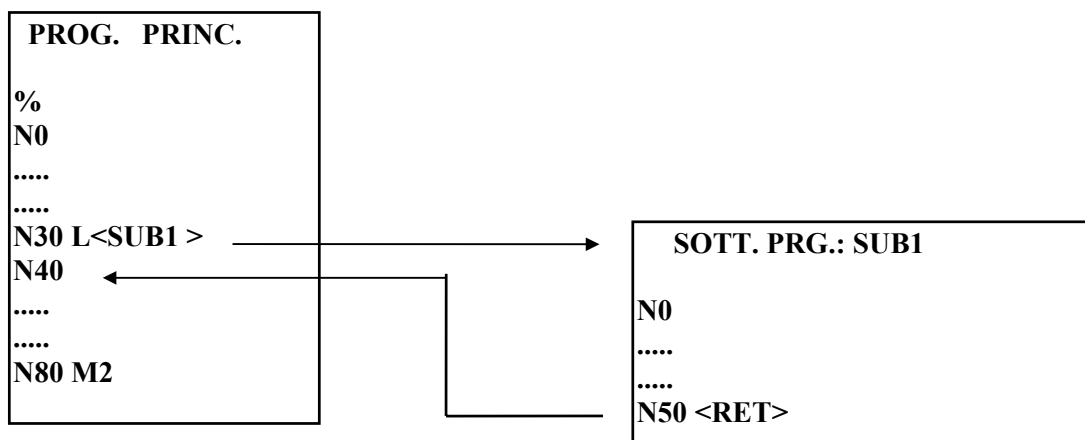 PROG. PRINC.
%
N0
.....
.....
N30 L<SUB1 >
N40
.....
.....
N80 M2
SOTT. PRG.: SUB1
N0
.....
.....
N50 <RET>